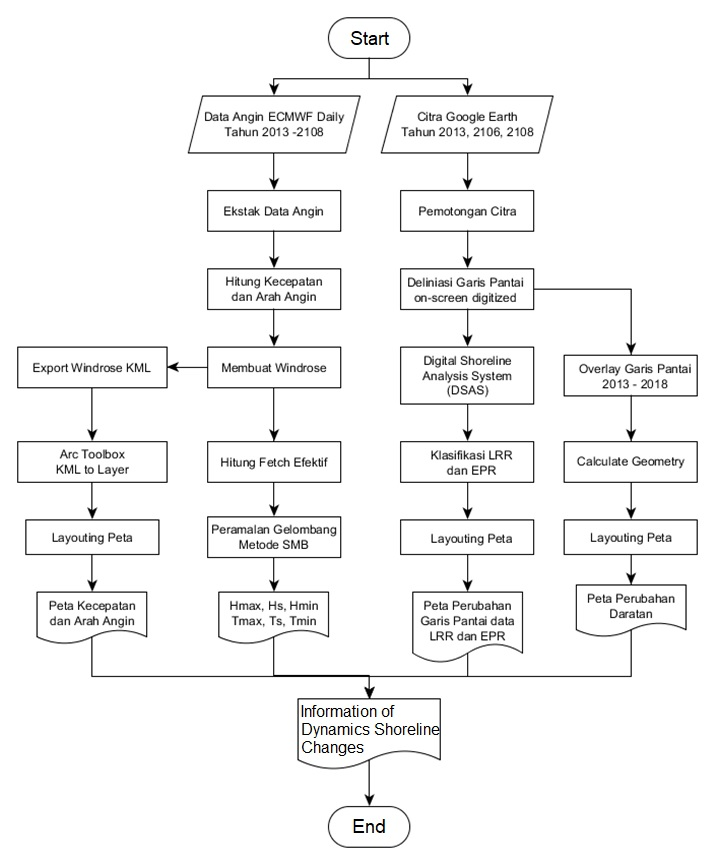 Start
Data Angin ECMWF Daily
Tahun 2013 -2108
Citra Google Earth
Tahun 2013, 2106, 2108
Ekstak Data Angin
Pemotongan Citra
Hitung Kecepatan
dan Arah Angin
Deliniasi Garis Pantai
on-screen digitized
Export Windrose KML
Membuat Windrose
Digital Shoreline
Analysis System
(DSAS)
Overlay Garis Pantai
2013 - 2018
Arc Toolbox
KML to Layer
Hitung Fetch Efektif
Klasifikasi LRR
dan EPR
Calculate Geometry
Layouting Peta
Peramalan Gelombang
Metode SMB
Layouting Peta
Layouting Peta
Peta Kecepatan
dan Arah Angin
Hmax, Hs, Hmin
Tmax, Ts, Tmin
Peta Perubahan
Garis Pantai data
LRR dan EPR
Peta Perubahan
Daratan
Information of
Dynamics Shoreline
Changes
End